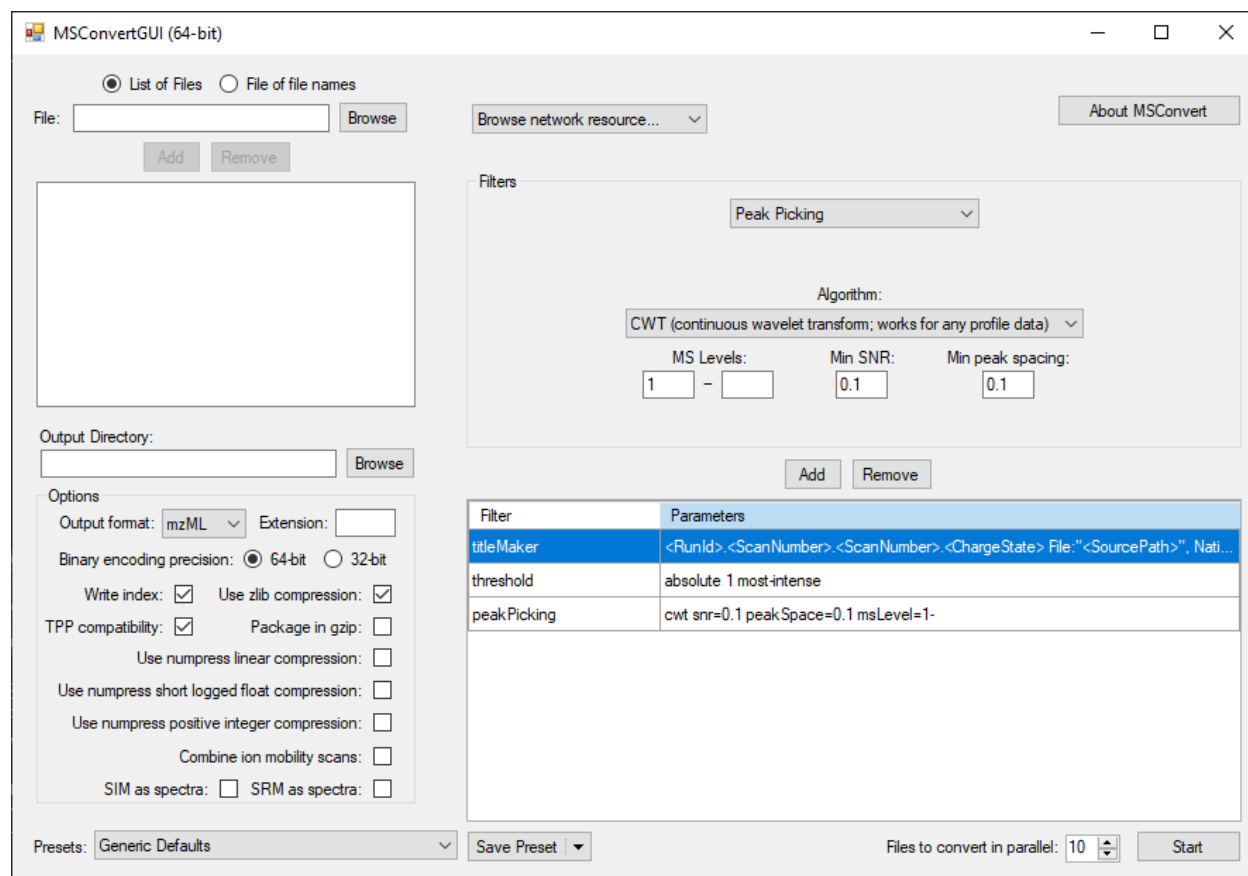 MSConvertGUI (64-bit)
List of Files File of file names
File: Browse
Add Remove
Browse network resource...
About MSConvert
Filters
Peak Picking
Algorithm:
CWT (continuous wavelet transform; works for any profile data)
MS Levels: Min SNR: Min peak spacing:
1 – 0.1 0.1
Output Directory:
Browse
Options
Output format: mzML Extension:
Binary encoding precision: 64-bit 32-bit
Write index: Use zlib compression:
TPP compatibility: Package in gzip:
Use numpress linear compression:
Use numpress short logged float compression:
Use numpress positive integer compression:
Combine ion mobility scans:
SIM as spectra: SRM as spectra:
Add Remove
Filter Parameters
titleMaker <RunId>.<ScanNumber>.<ScanNumber>.<ChargeState> File:"<SourcePath>", Nati...
threshold absolute 1 most-intense
peakPicking cwt snr=0.1 peakSpace=0.1 msLevel=1-
Presets: Generic Defaults Save Preset Files to convert in parallel: 10 Start